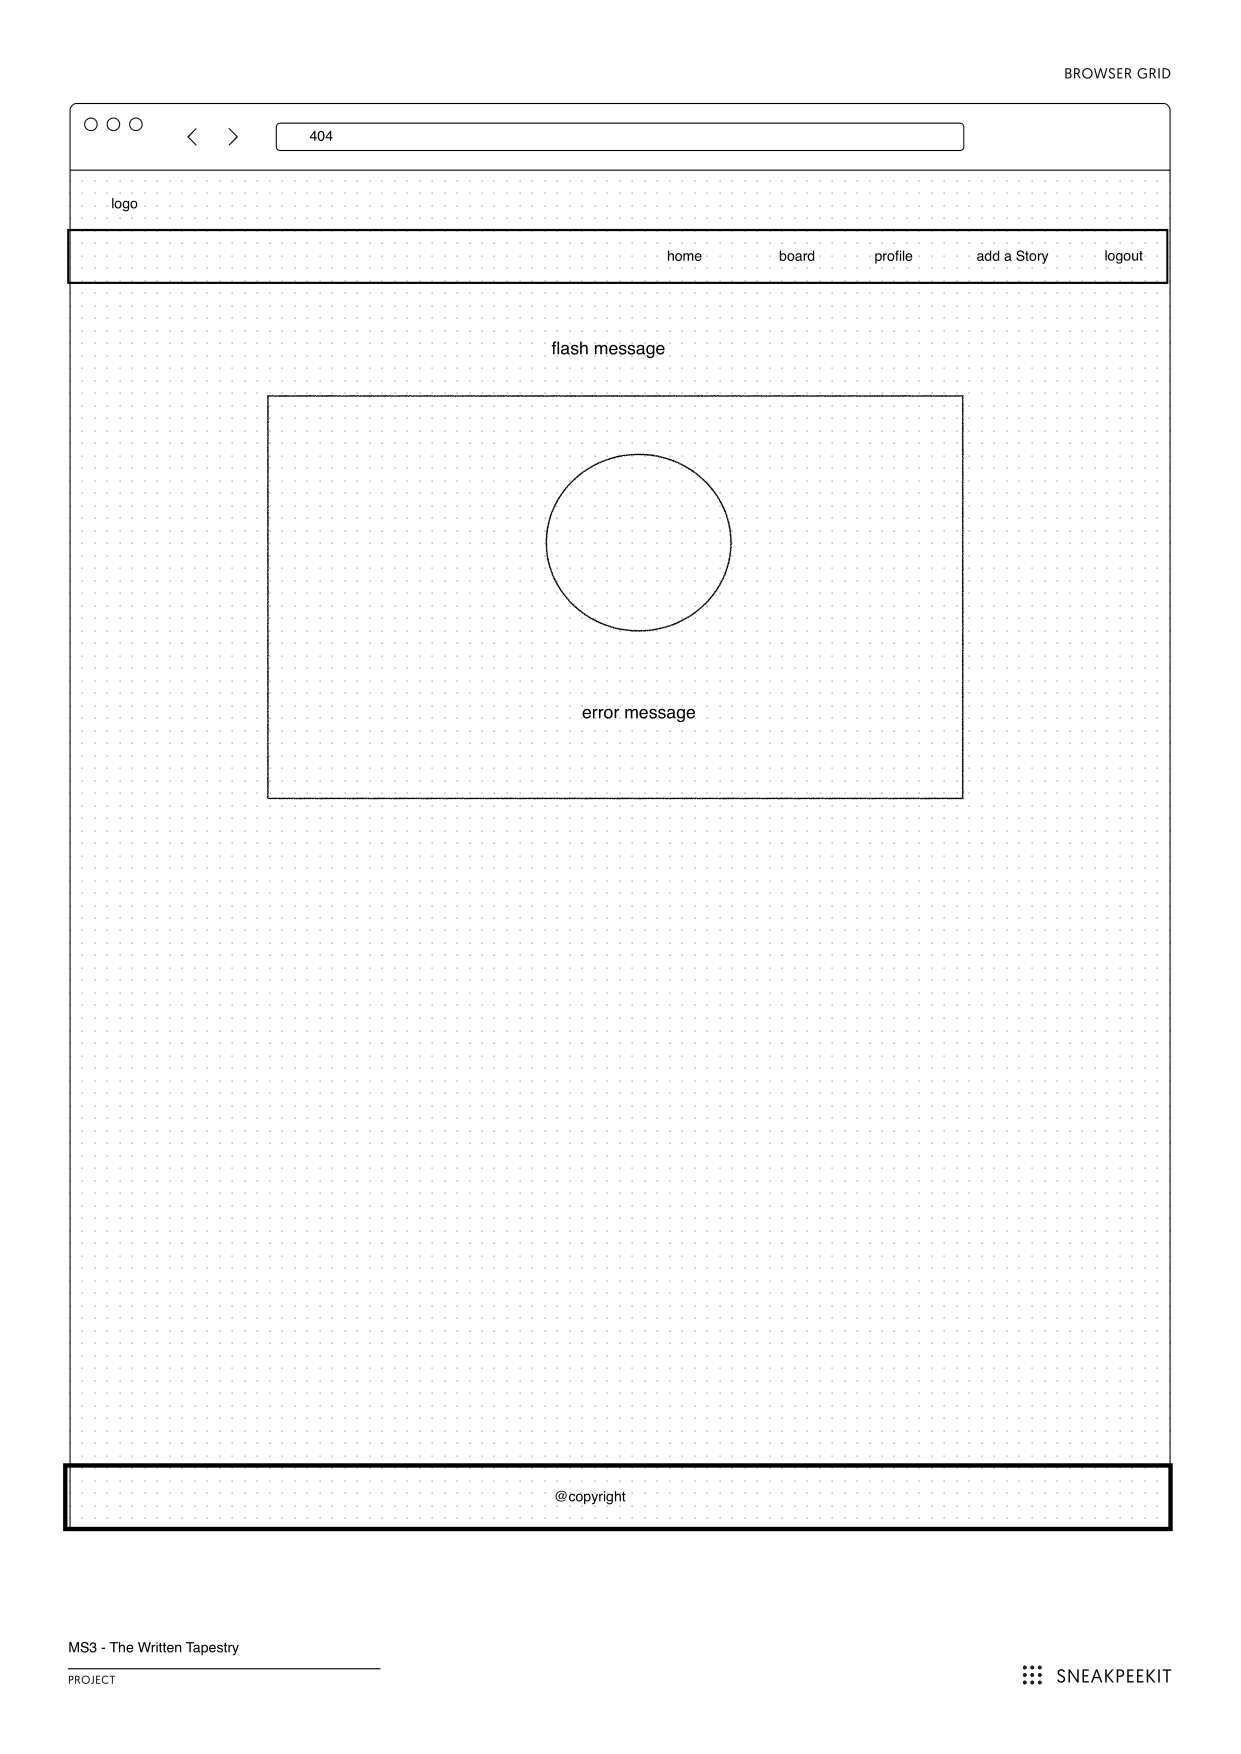 BROWSER GRID
404
logo
home board profile add a Story logout
flash message
error message
@copyright
MS3 - The Written Tapestry
PROJECT
SNEAKPEEKIT